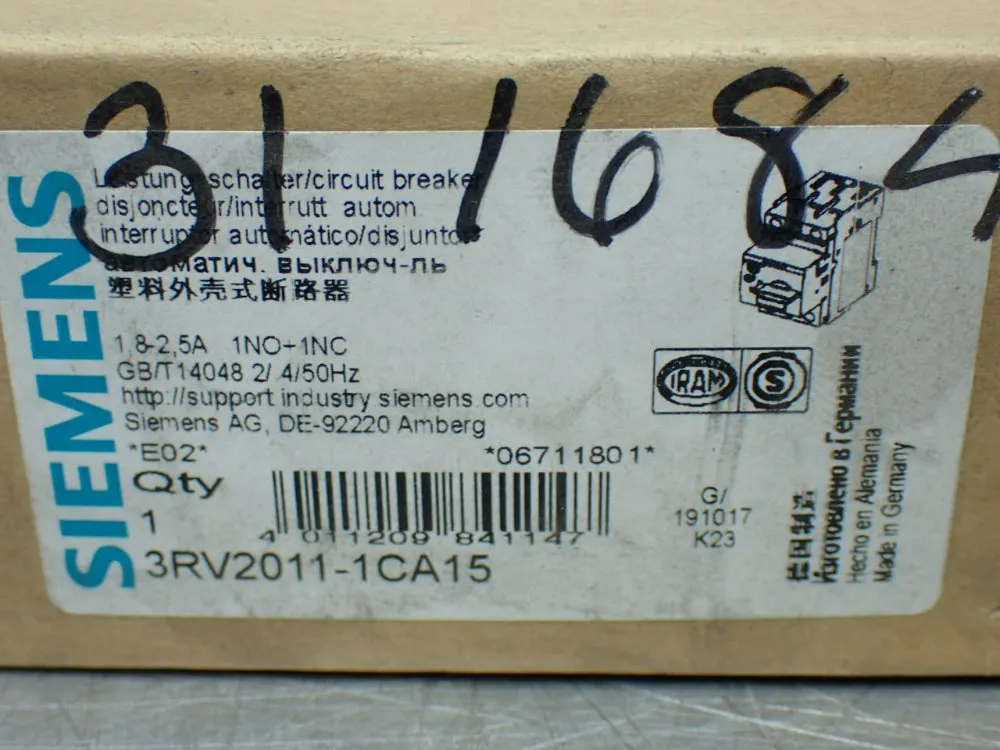 31 1684
SIEMENS
Leistungsschalter/circuit breaker
disjoncteur/interrutt. autom.
interruptor automático/disjuntor
автоматич. выключ-ль
塑料外壳式断路器
1,8-2,5A 1NO+1NC
GB/T14048.2/.4/50Hz
http://support.industry.siemens.com
Siemens AG, DE-92220 Amberg
*E02* *06711801*
Qty
1
4 011209 841147
3RV2011-1CA15
IRAM S
G/
191017
K23
德国制造
Изготовлено в Германии
Hecho en Alemania
Made in Germany